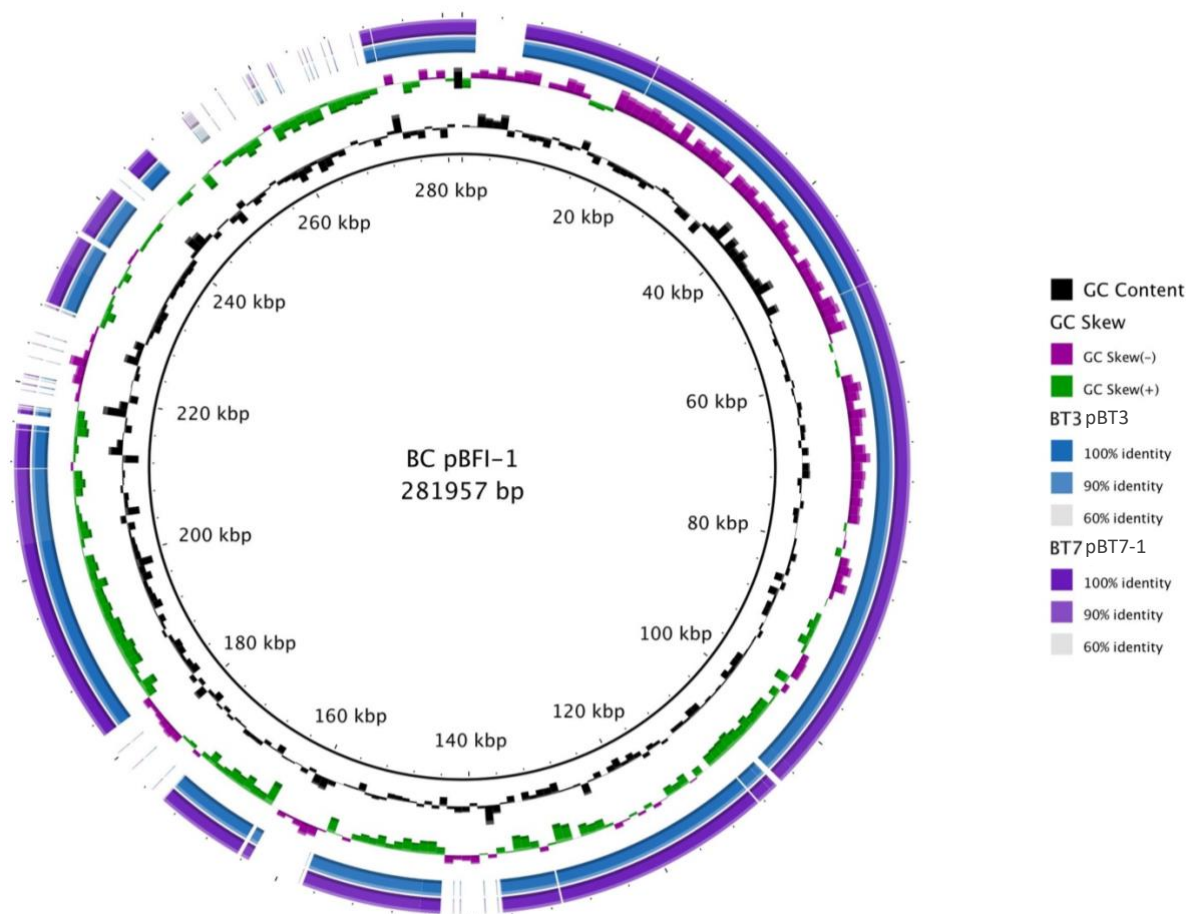 280 kbp
20 kbp
40 kbp
60 kbp
80 kbp
100 kbp
120 kbp
140 kbp
160 kbp
180 kbp
200 kbp
220 kbp
240 kbp
260 kbp
BC pBFI-1
281957 bp
GC Content
GC Skew
GC Skew(-)
GC Skew(+)
BT3 pBT3
100% identity
90% identity
60% identity
BT7 pBT7-1
100% identity
90% identity
60% identity